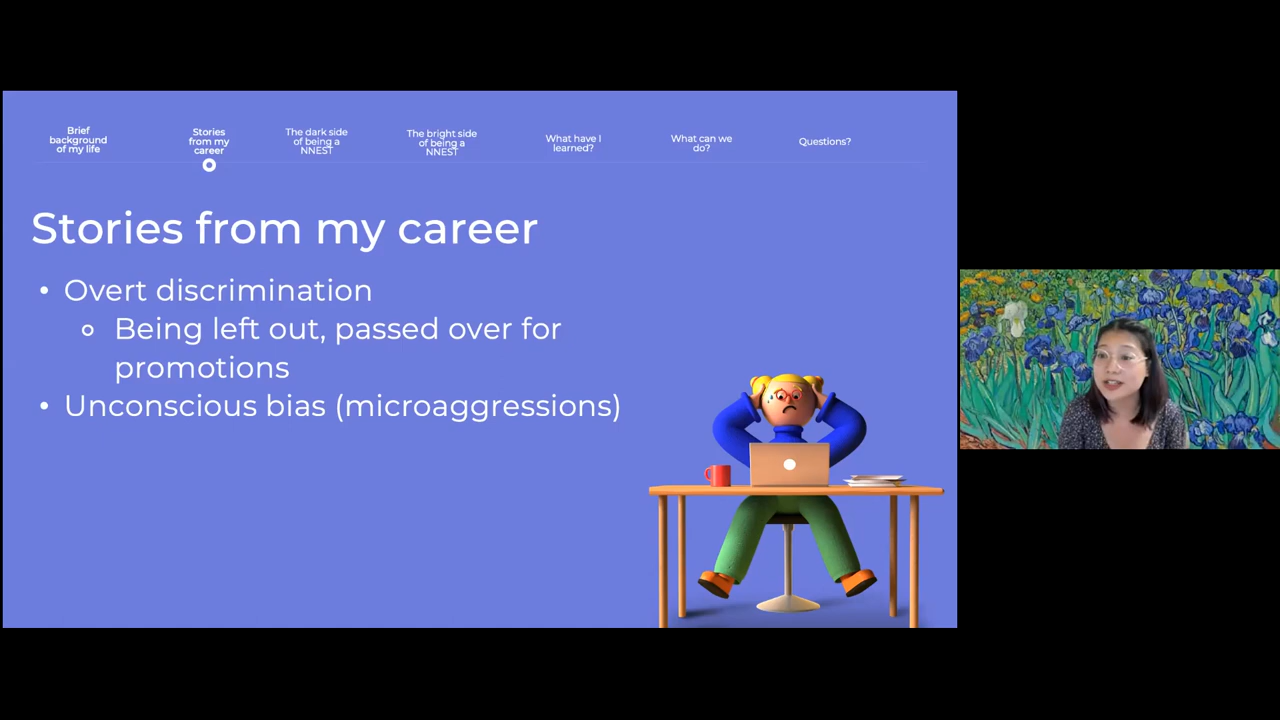 Brief
background
of my life
Stories
from my
career
The dark side
of being a
NNEST
The bright side
of being a
NNEST
What have I
learned?
What can we
do?
Questions?
Stories from my career
• Overt discrimination
Being left out, passed over for
promotions
• Unconscious bias (microaggressions)